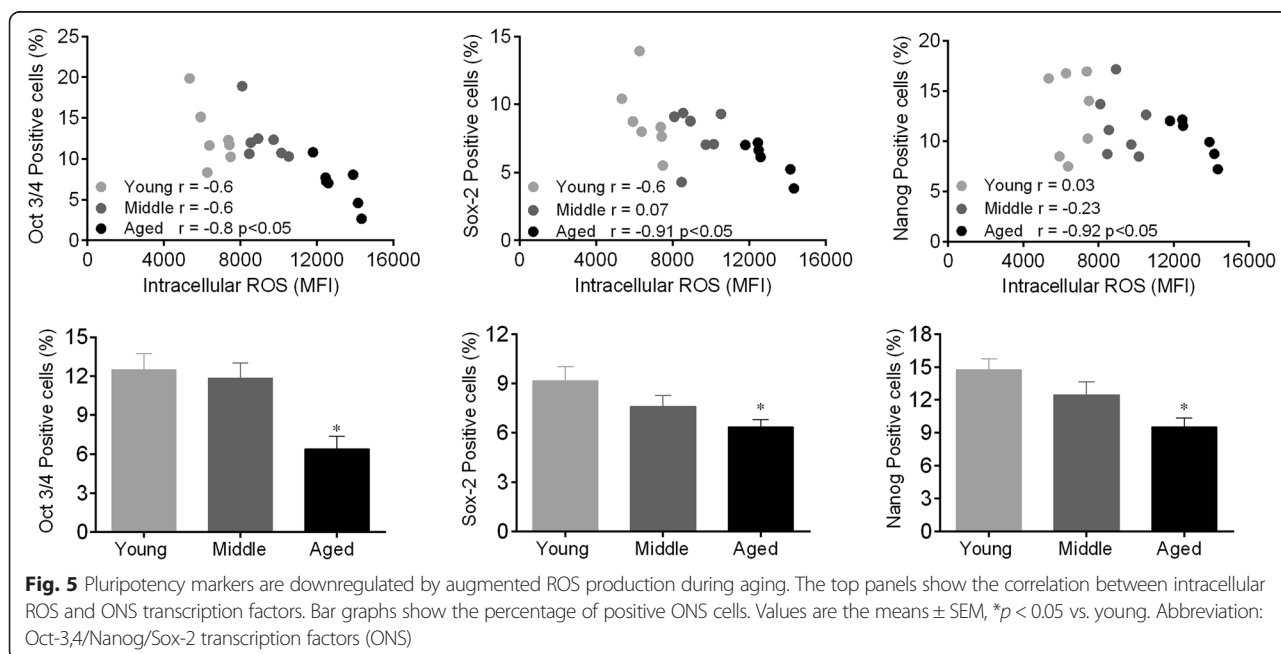 Oct 3/4 Positive cells (%)
25
20
15
10
5
0
Young r = -0.6
Middle r = -0.6
Aged r = -0.8 p<0.05
0 4000 8000 12000 16000
Intracellular ROS (MFI)
Sox-2 Positive cells (%)
15
10
5
0
Young r = -0.6
Middle r = 0.07
Aged r = -0.91 p<0.05
0 4000 8000 12000 16000
Intracellular ROS (MFI)
Nanog Positive cells (%)
20
15
10
5
0
Young r = 0.03
Middle r = -0.23
Aged r = -0.92 p<0.05
0 4000 8000 12000 16000
Intracellular ROS (MFI)
Oct 3/4 Positive cells (%)
15
12
9
6
3
0
*
Young Middle Aged
Sox-2 Positive cells (%)
12
9
6
3
0
*
Young Middle Aged
Nanog Positive cells (%)
18
15
12
9
6
3
0
*
Young Middle Aged
Fig. 5 Pluripotency markers are downregulated by augmented ROS production during aging. The top panels show the correlation between intracellular
ROS and ONS transcription factors. Bar graphs show the percentage of positive ONS cells. Values are the means ± SEM, *p < 0.05 vs. young. Abbreviation:
Oct-3,4/Nanog/Sox-2 transcription factors (ONS)